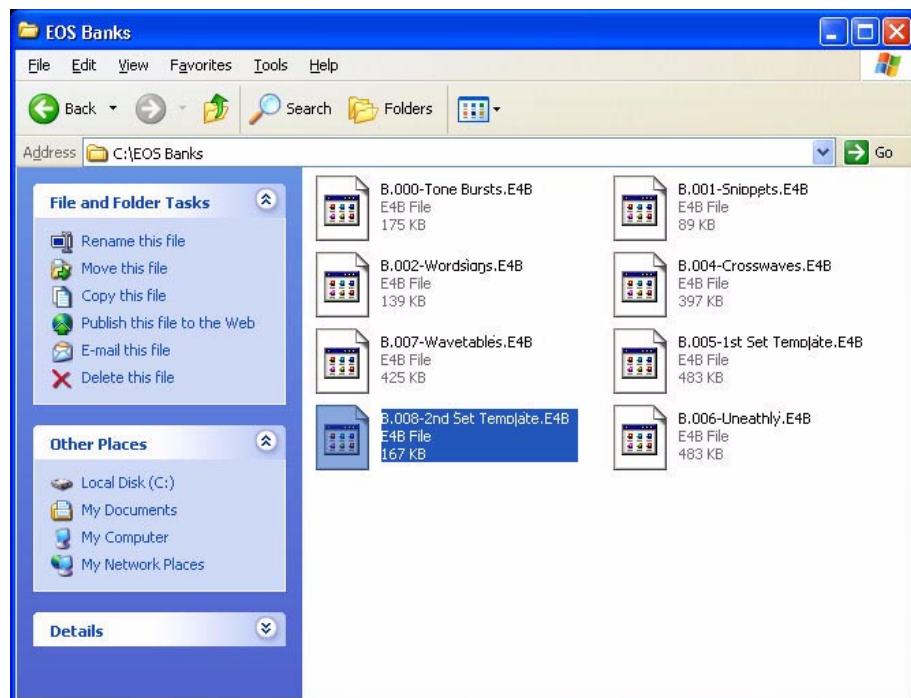 EOS Banks
File Edit View Favorites Tools Help
Back Search Folders
Address C:\EOS Banks Go
File and Folder Tasks
Rename this file
Move this file
Copy this file
Publish this file to the Web
E-mail this file
Delete this file
Other Places
Local Disk (C:)
My Documents
My Computer
My Network Places
Details
B.000-Tone Bursts.E4B
E4B File
175 KB
B.001-Snippets.E4B
E4B File
89 KB
B.002-Wordsigns.E4B
E4B File
139 KB
B.004-Crosswaves.E4B
E4B File
397 KB
B.007-Wavetables.E4B
E4B File
425 KB
B.005-1st Set Template.E4B
E4B File
483 KB
B.008-2nd Set Template.E4B
E4B File
167 KB
B.006-Uneathly.E4B
E4B File
483 KB